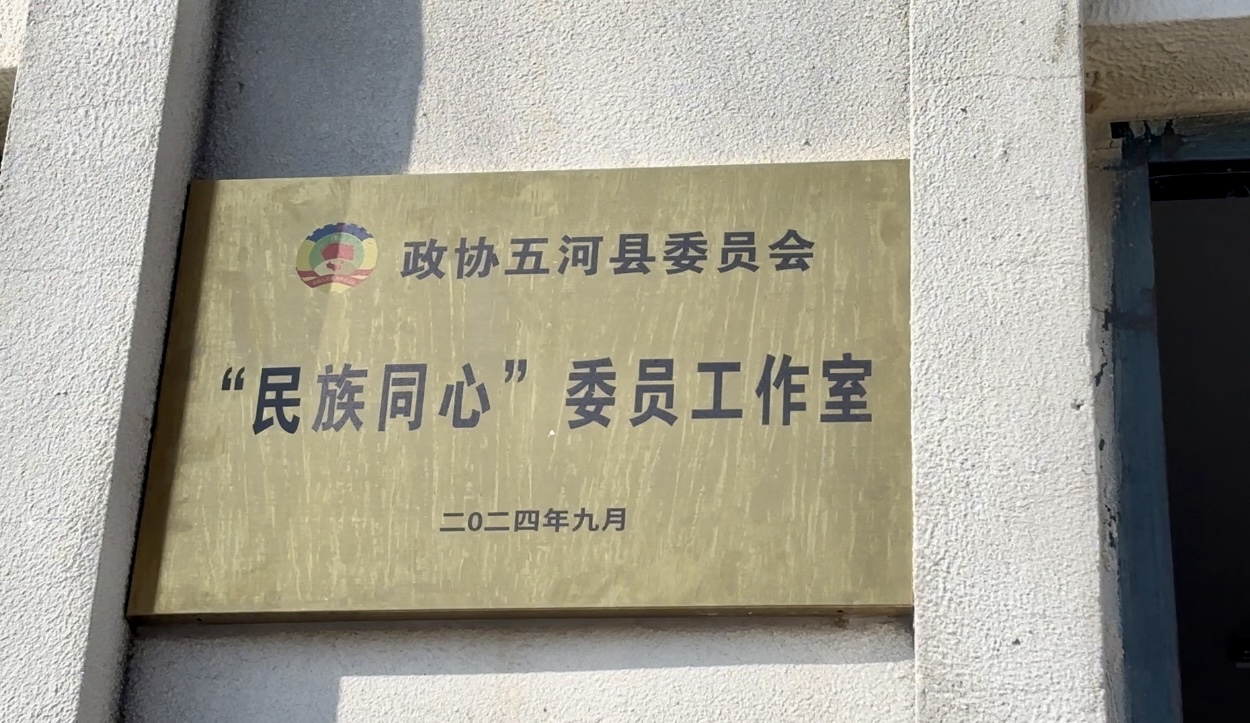 政协五河县委员会
“民族同心”委员工作室
二0二四年九月